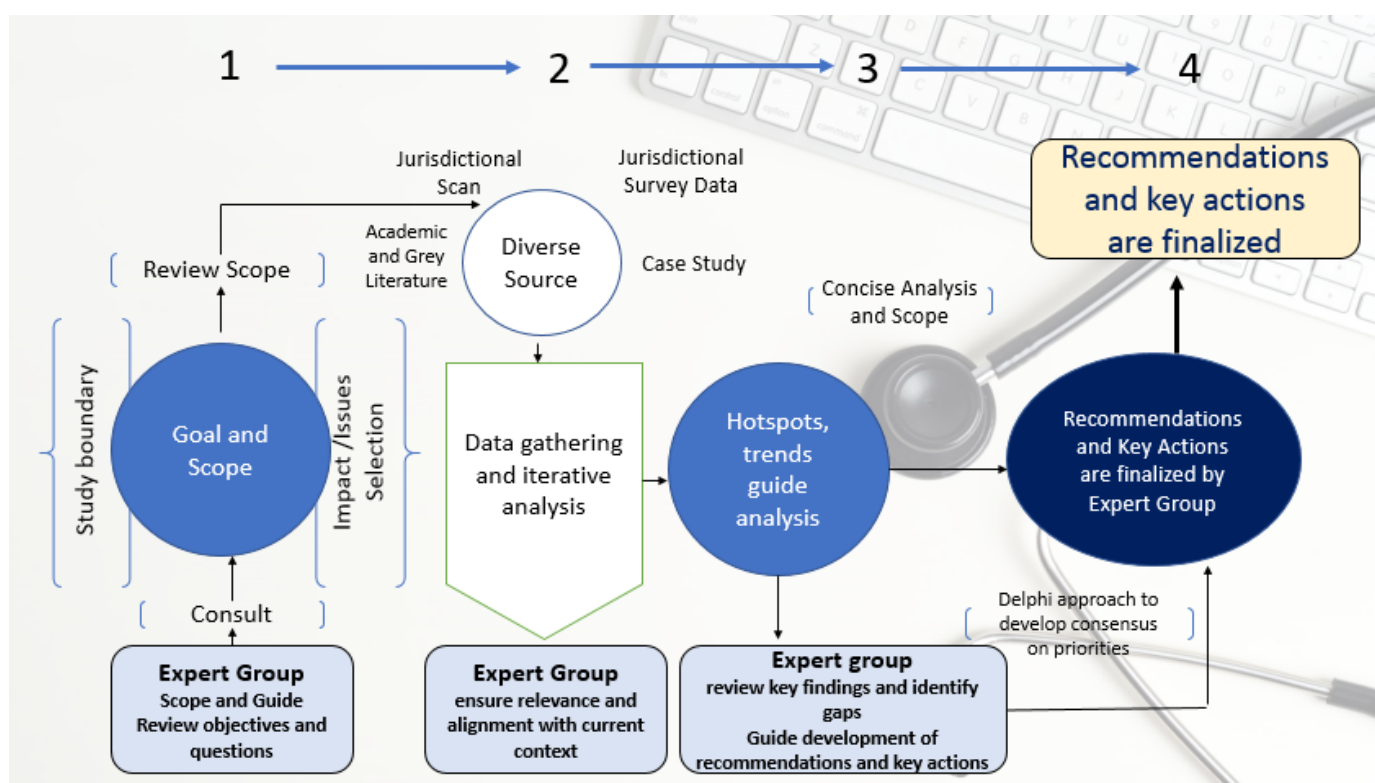 1
2
3
4
Jurisdictional
Scan
Jurisdictional
Survey Data
Academic
and Grey
Literature
Diverse
Source
Case Study
Review Scope
Study boundary
Goal and
Scope
Impact /Issues
Selection
Consult
Expert Group
Scope and Guide
Review objectives and
questions
Data gathering
and iterative
analysis
Expert Group
ensure relevance and
alignment with current
context
Hotspots,
trends
guide
analysis
Concise Analysis
and Scope
Expert group
review key findings and identify
gaps
Guide development of
recommendations and key actions
Recommendations
and key actions
are finalized
Recommendations
and Key Actions
are finalized by
Expert Group
Delphi approach to
develop consensus
on priorities